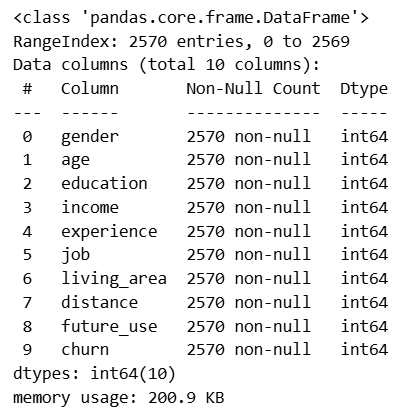 <class 'pandas.core.frame.DataFrame'>
RangeIndex: 2570 entries, 0 to 2569
Data columns (total 10 columns):
 #   Column       Non-Null Count  Dtype
---  ------       --------------  -----
 0   gender       2570 non-null   int64
 1   age          2570 non-null   int64
 2   education    2570 non-null   int64
 3   income       2570 non-null   int64
 4   experience   2570 non-null   int64
 5   job          2570 non-null   int64
 6   living_area  2570 non-null   int64
 7   distance     2570 non-null   int64
 8   future_use   2570 non-null   int64
 9   churn        2570 non-null   int64
dtypes: int64(10)
memory usage: 200.9 KB